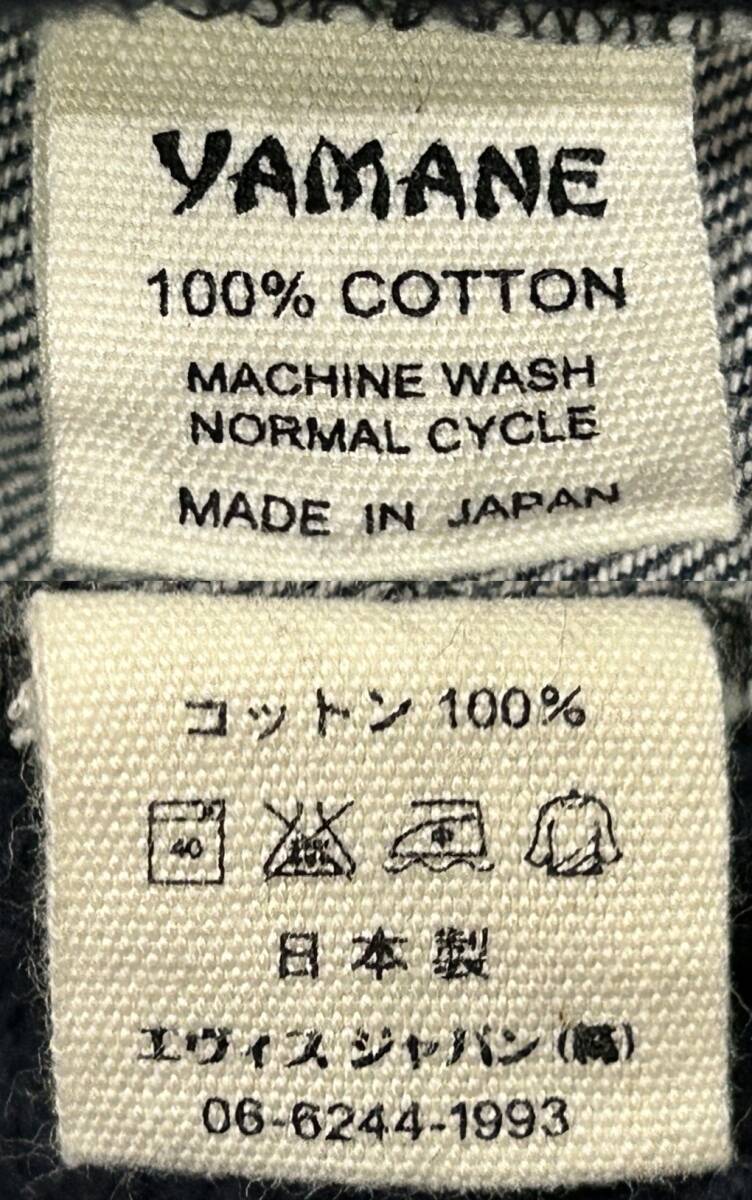 YAMANE
100% COTTON
MACHINE WASH
NORMAL CYCLE
MADE IN JAPAN
コットン 100%
40 中
日本製
エヴィス ジャパン
06-6244-1993